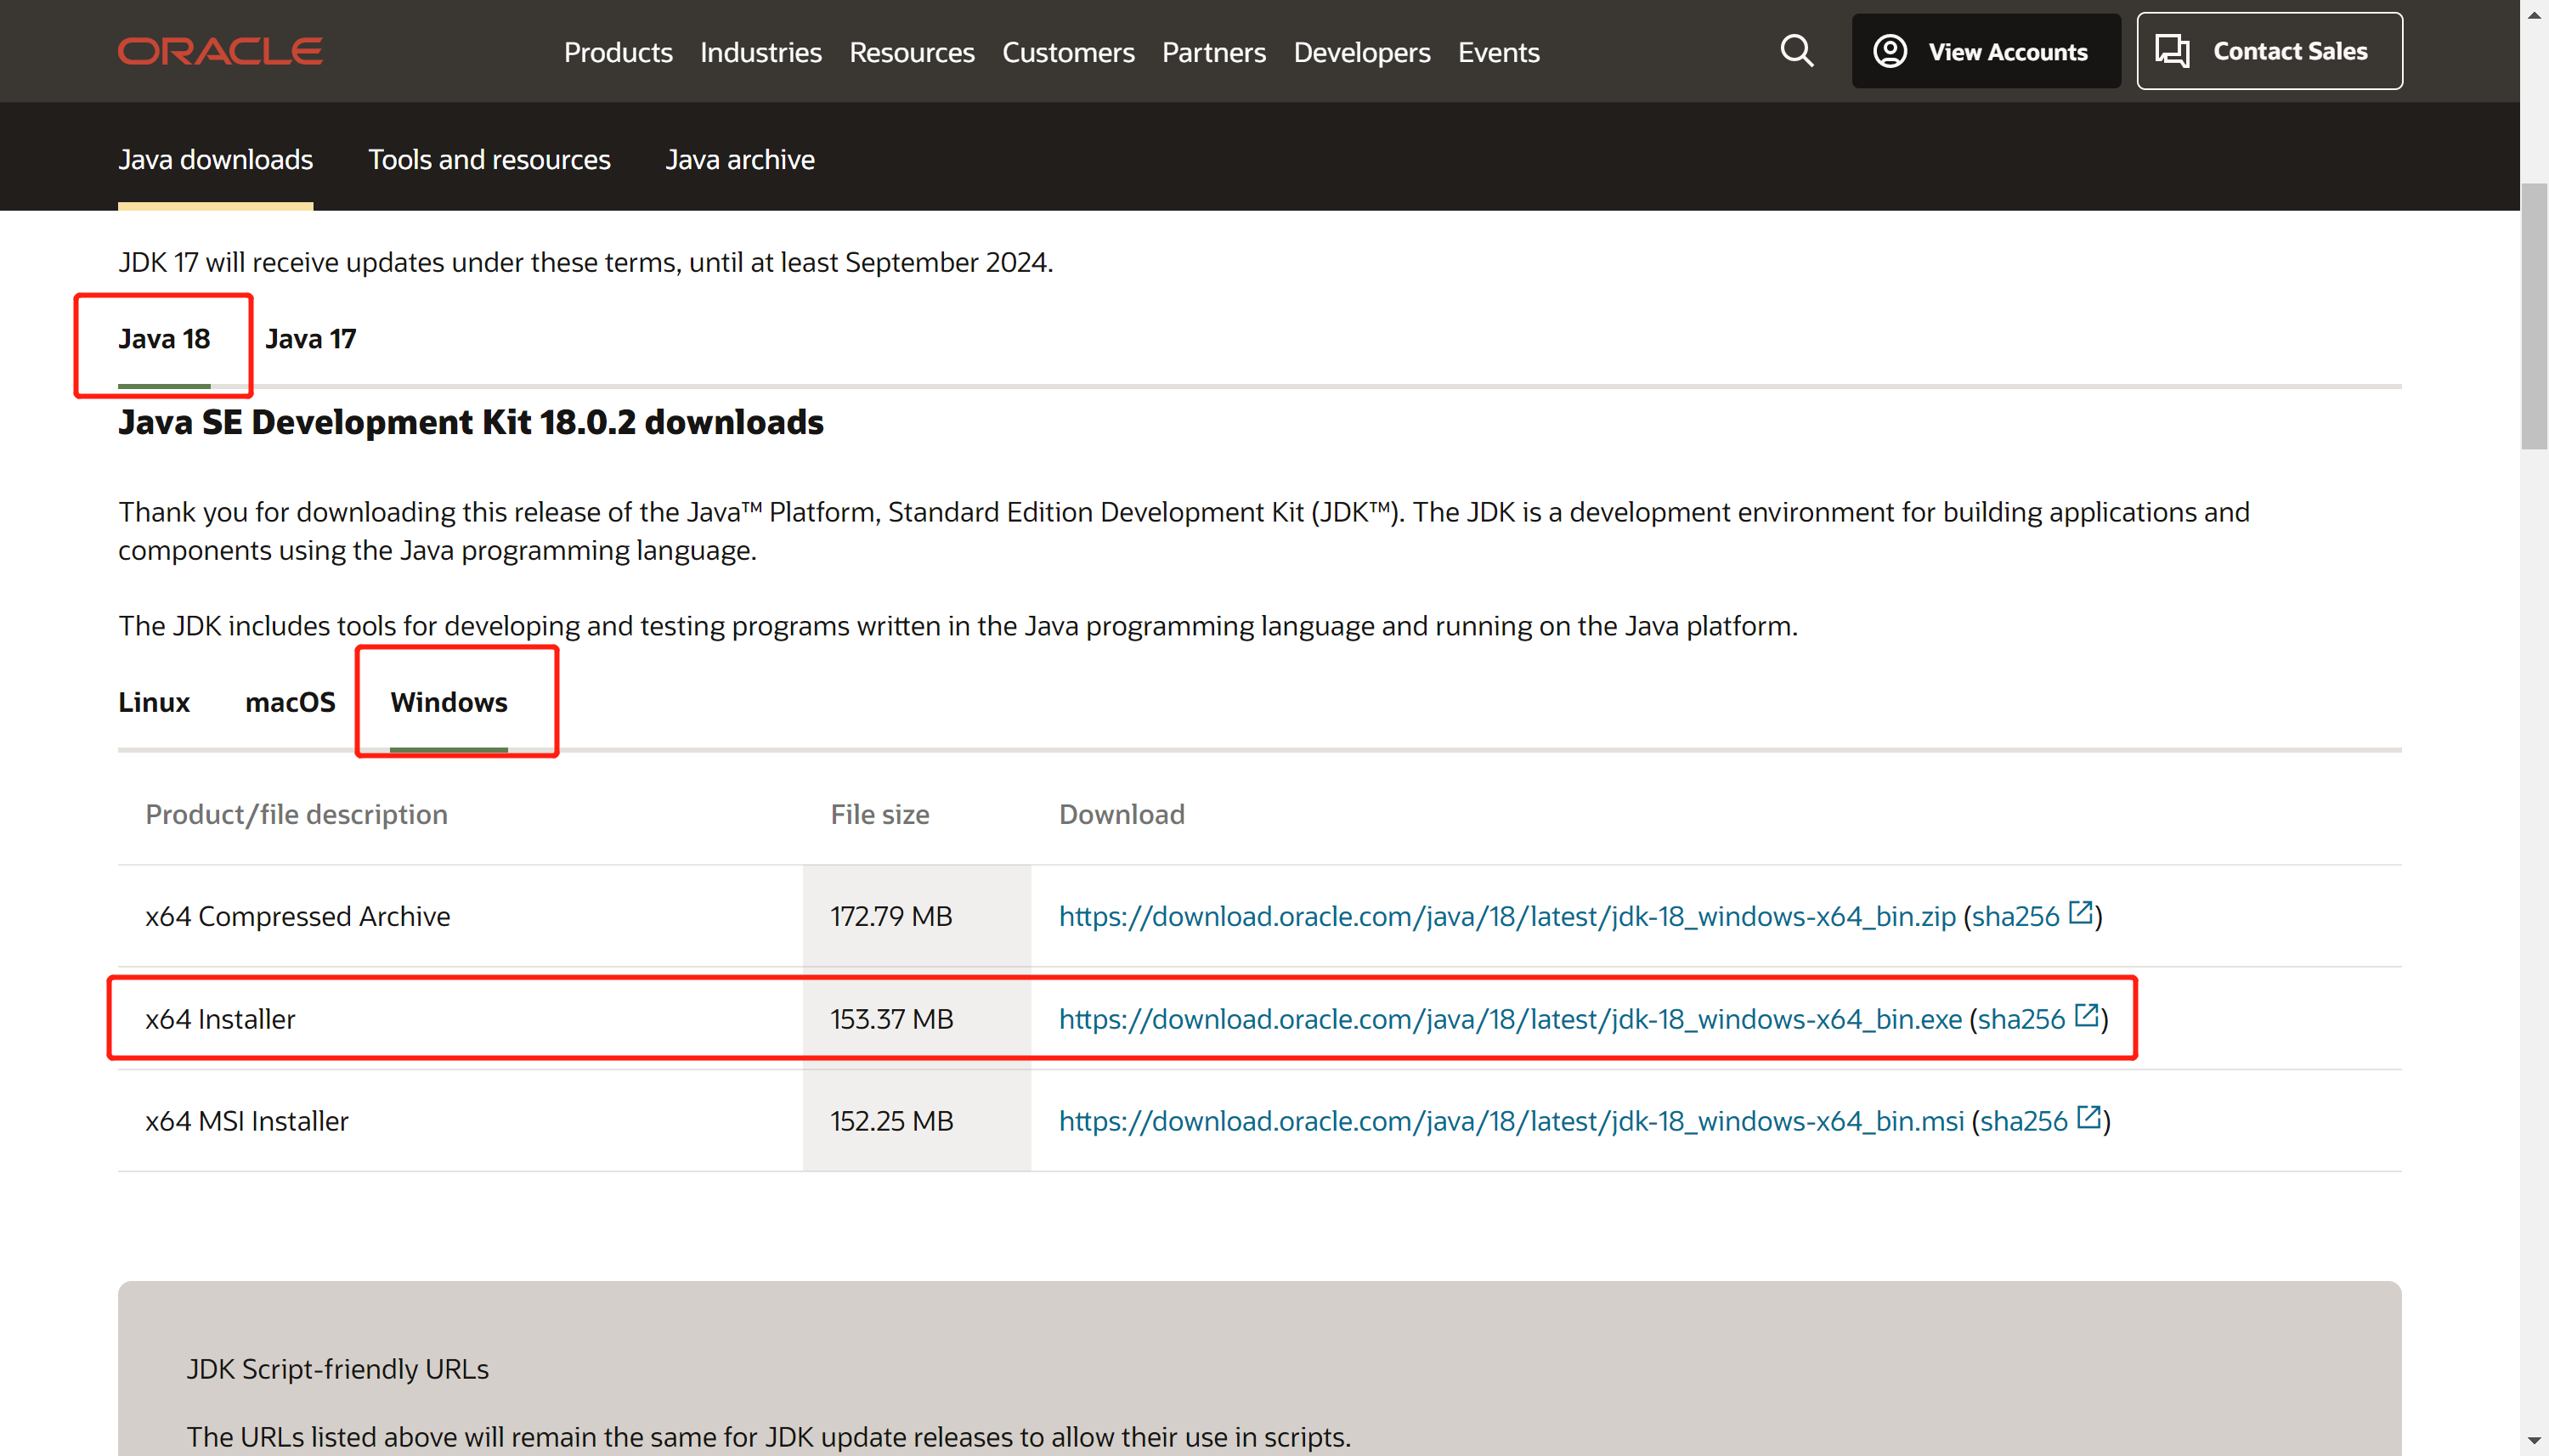 ORACLE
Products Industries Resources Customers Partners Developers Events
View Accounts
Contact Sales
Java downloads Tools and resources Java archive
JDK 17 will receive updates under these terms, until at least September 2024.
Java 18 Java 17
Java SE Development Kit 18.0.2 downloads
Thank you for downloading this release of the Java™ Platform, Standard Edition Development Kit (JDK™). The JDK is a development environment for building applications and
components using the Java programming language.
The JDK includes tools for developing and testing programs written in the Java programming language and running on the Java platform.
Linux macOS Windows
Product/file description File size Download
x64 Compressed Archive 172.79 MB https://download.oracle.com/java/18/latest/jdk-18_windows-x64_bin.zip (sha256)
x64 Installer 153.37 MB https://download.oracle.com/java/18/latest/jdk-18_windows-x64_bin.exe (sha256)
x64 MSI Installer 152.25 MB https://download.oracle.com/java/18/latest/jdk-18_windows-x64_bin.msi (sha256)
JDK Script-friendly URLs
The URLs listed above will remain the same for JDK update releases to allow their use in scripts.